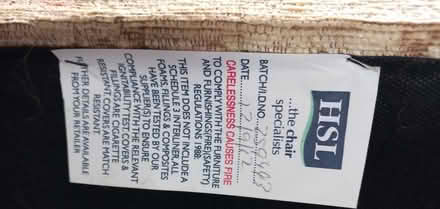 HSL
...the chair
specialists
BATCH/I.D.NO.
DATE
CARELESSNESS CAUSES FIRE
TO COMPLY WITH THE FURNITURE
AND FURNISHINGS(FIRE)(SAFETY)
REGULATIONS 1988:
THIS ITEM DOES NOT INCLUDE A
SCHEDULE 3 INTERLINER. ALL
FOAMS, FILLINGS & COMPOSITES
HAVE BEEN TESTED BY OUR
SUPPLIER(S) TO ENSURE
COMPLIANCE WITH THE RELEVANT
IGNITABILITY TEST. COVERS &
FILLINGS ARE CIGARETTE
RESISTANT. COVERS ARE MATCH
RESISTANT.
FURTHER DETAILS ARE AVAILABLE
FROM YOUR RETAILER